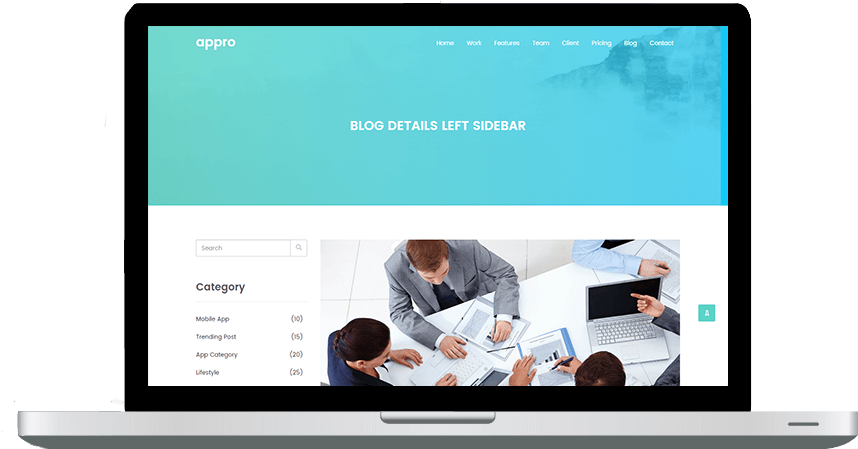 appro
Home Work Features Team Client Pricing Blog Contact
BLOG DETAILS LEFT SIDEBAR
Search
Category
Mobile App (10)
Trending Post (15)
App Category (20)
Lifestyle (25)